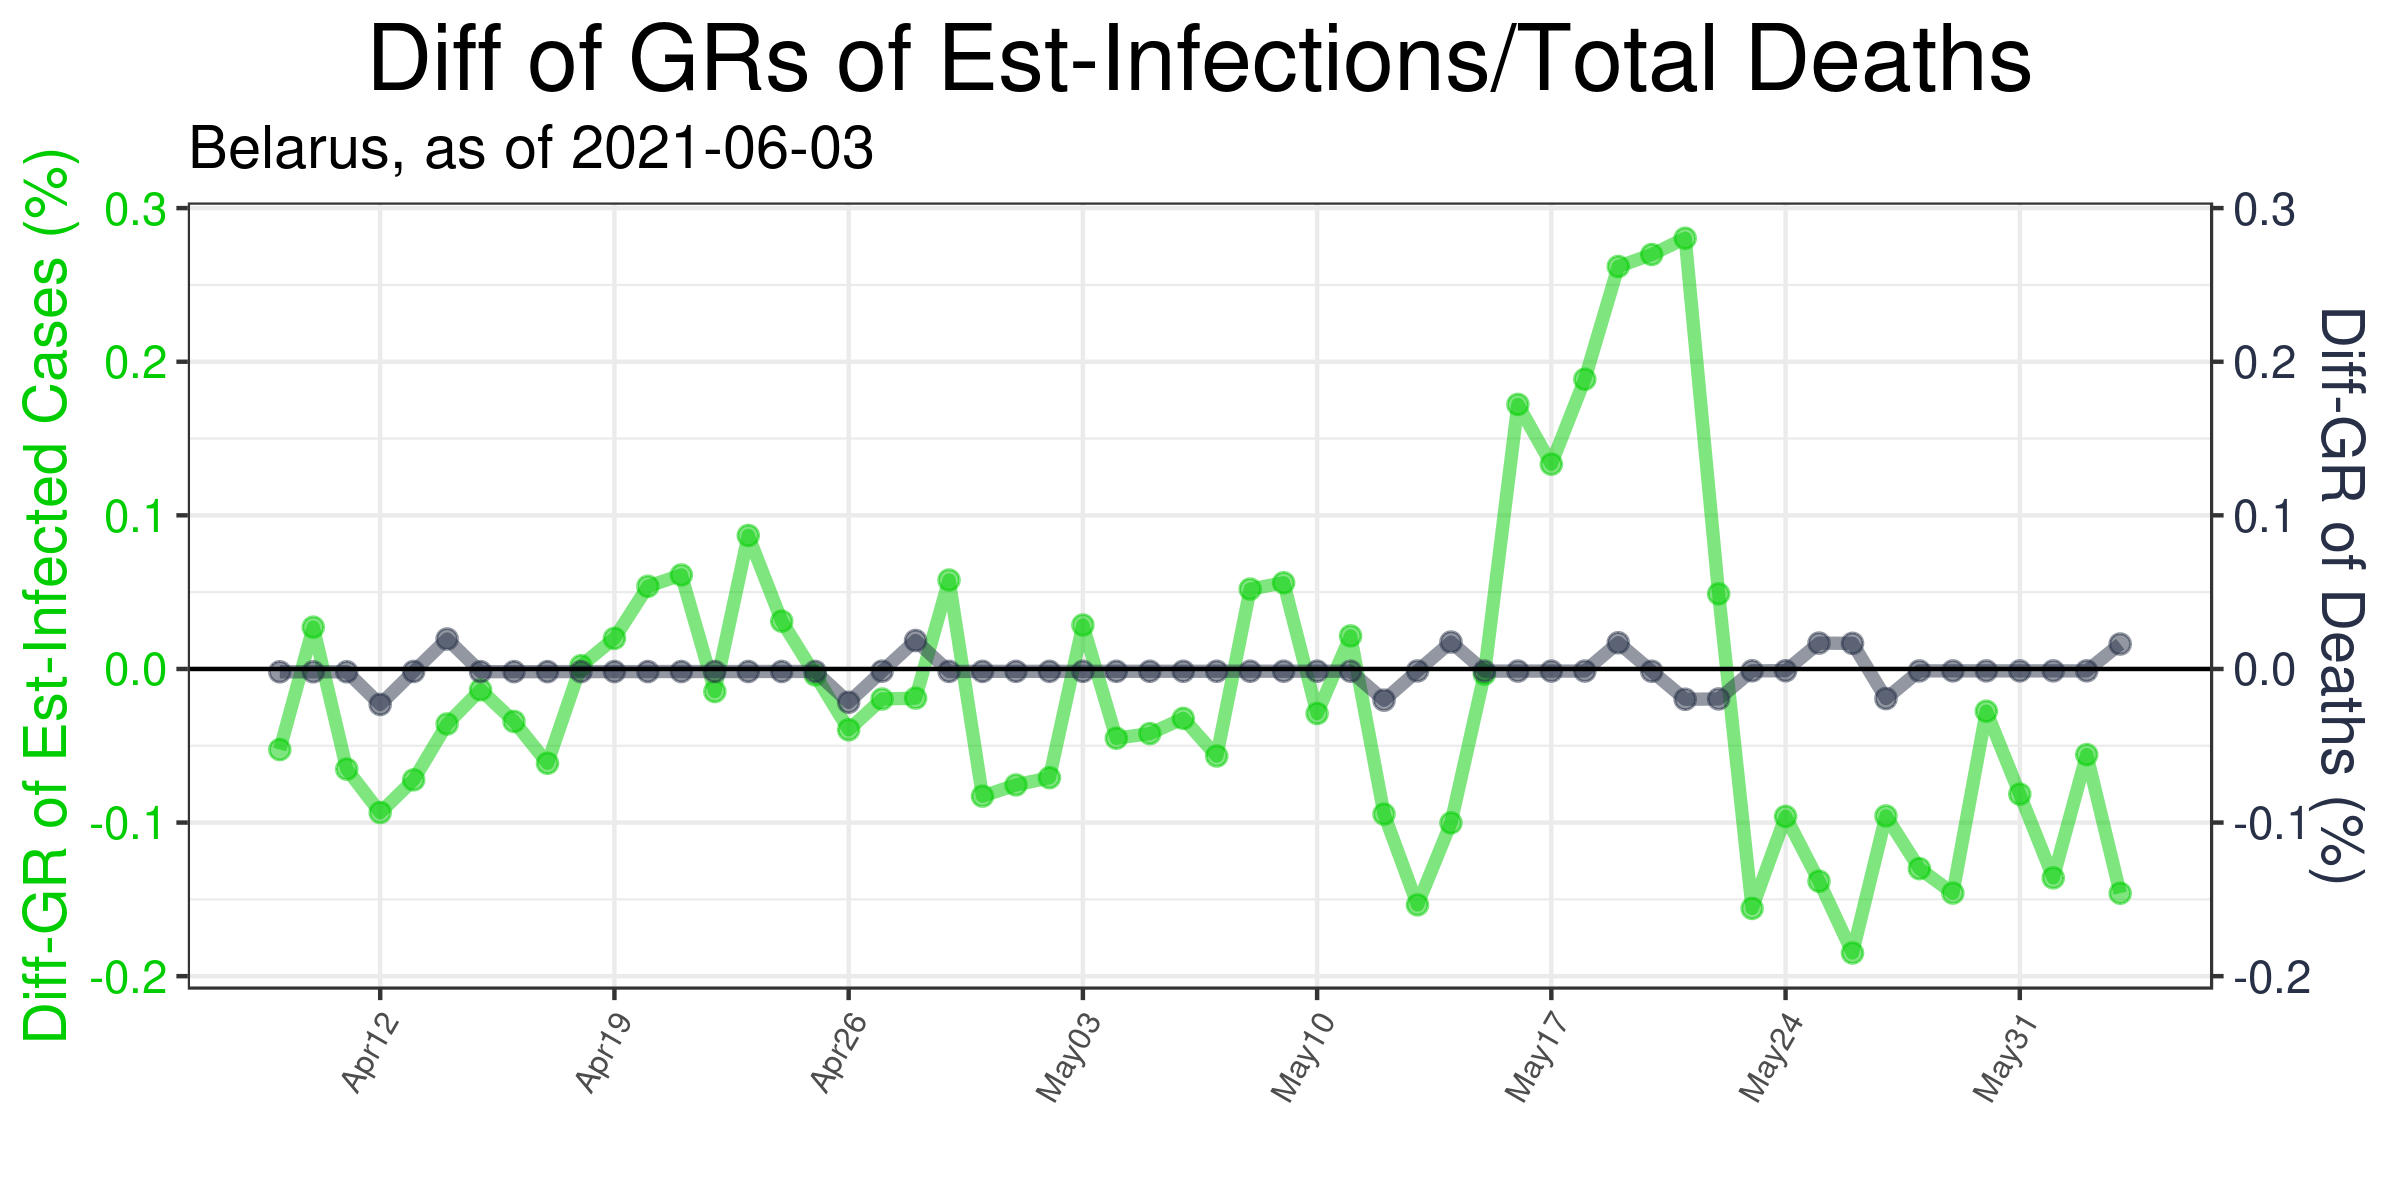 Diff of GRs of Est-Infections/Total Deaths
Belarus, as of 2021-06-03
Diff-GR of Est-Infected Cases (%)
0.3
0.2
0.1
0.0
-0.1
-0.2
0.3
0.2
0.1
0.0
-0.1
-0.2
Diff-GR of Deaths (%)
Apr12
Apr19
Apr26
May03
May10
May17
May24
May31